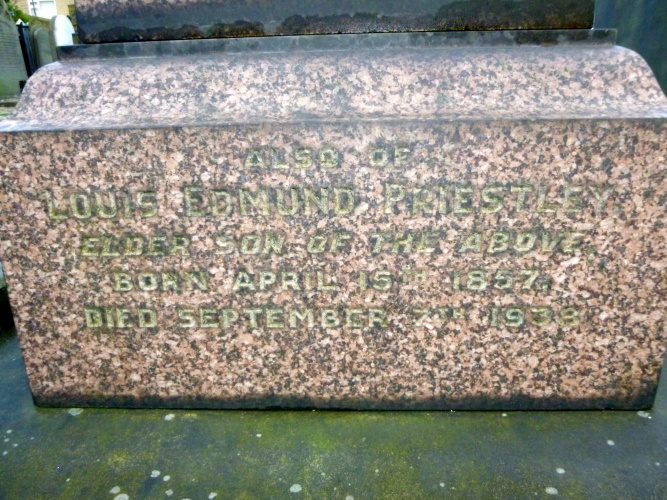 ALSO OF
LOUIS EDMUND PRIESTLEY
ELDER SON OF THE ABOVE
BORN APRIL 15TH 1857,
DIED SEPTEMBER 7TH 1938